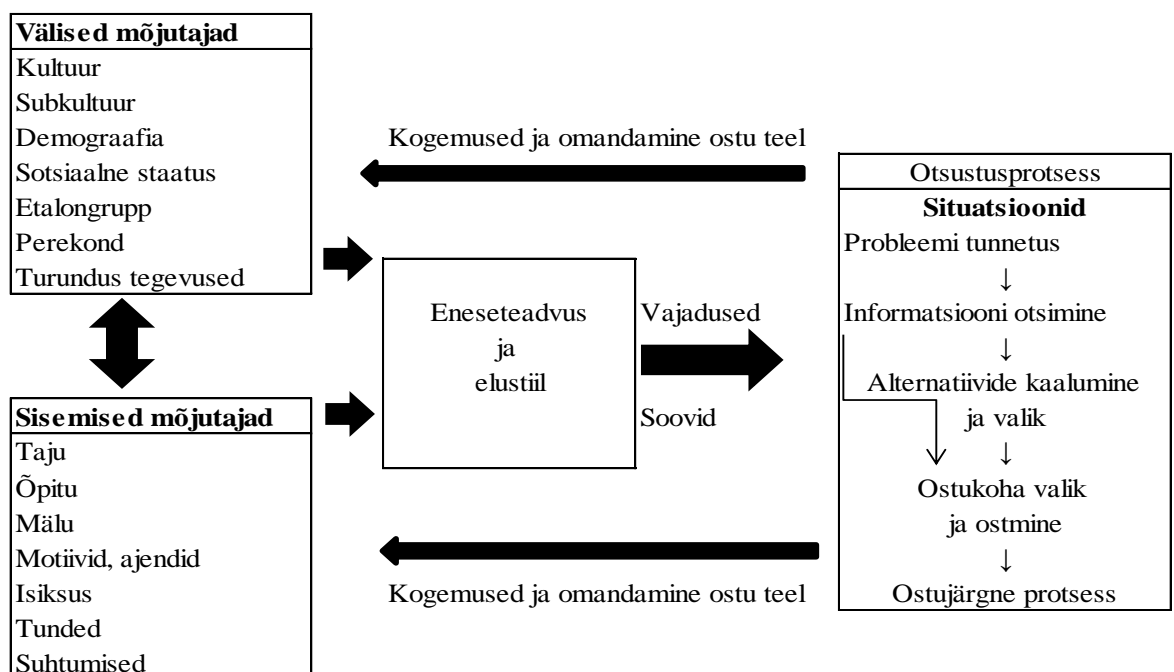 Välised mõjutajad
Kultuur
Subkultuur
Demograafia
Sotsiaalne staatus
Etalongrupp
Perekond
Turundus tegevused
Sisemised mõjutajad
Taju
Õpitu
Mälu
Motiivid, ajendid
Isiksus
Tunded
Suhtumised
Kogemused ja omandamine ostu teel
Eneseteadvus
ja
elustiil
Vajadused
Soovid
Kogemused ja omandamine ostu teel
Otsustusprotsess
Situatsioonid
Probleemi tunnetus
↓
Informatsiooni otsimine
↓
Alternatiivide kaalumine
ja valik
↓
Ostukoha valik
ja ostmine
↓
Ostujärgne protsess